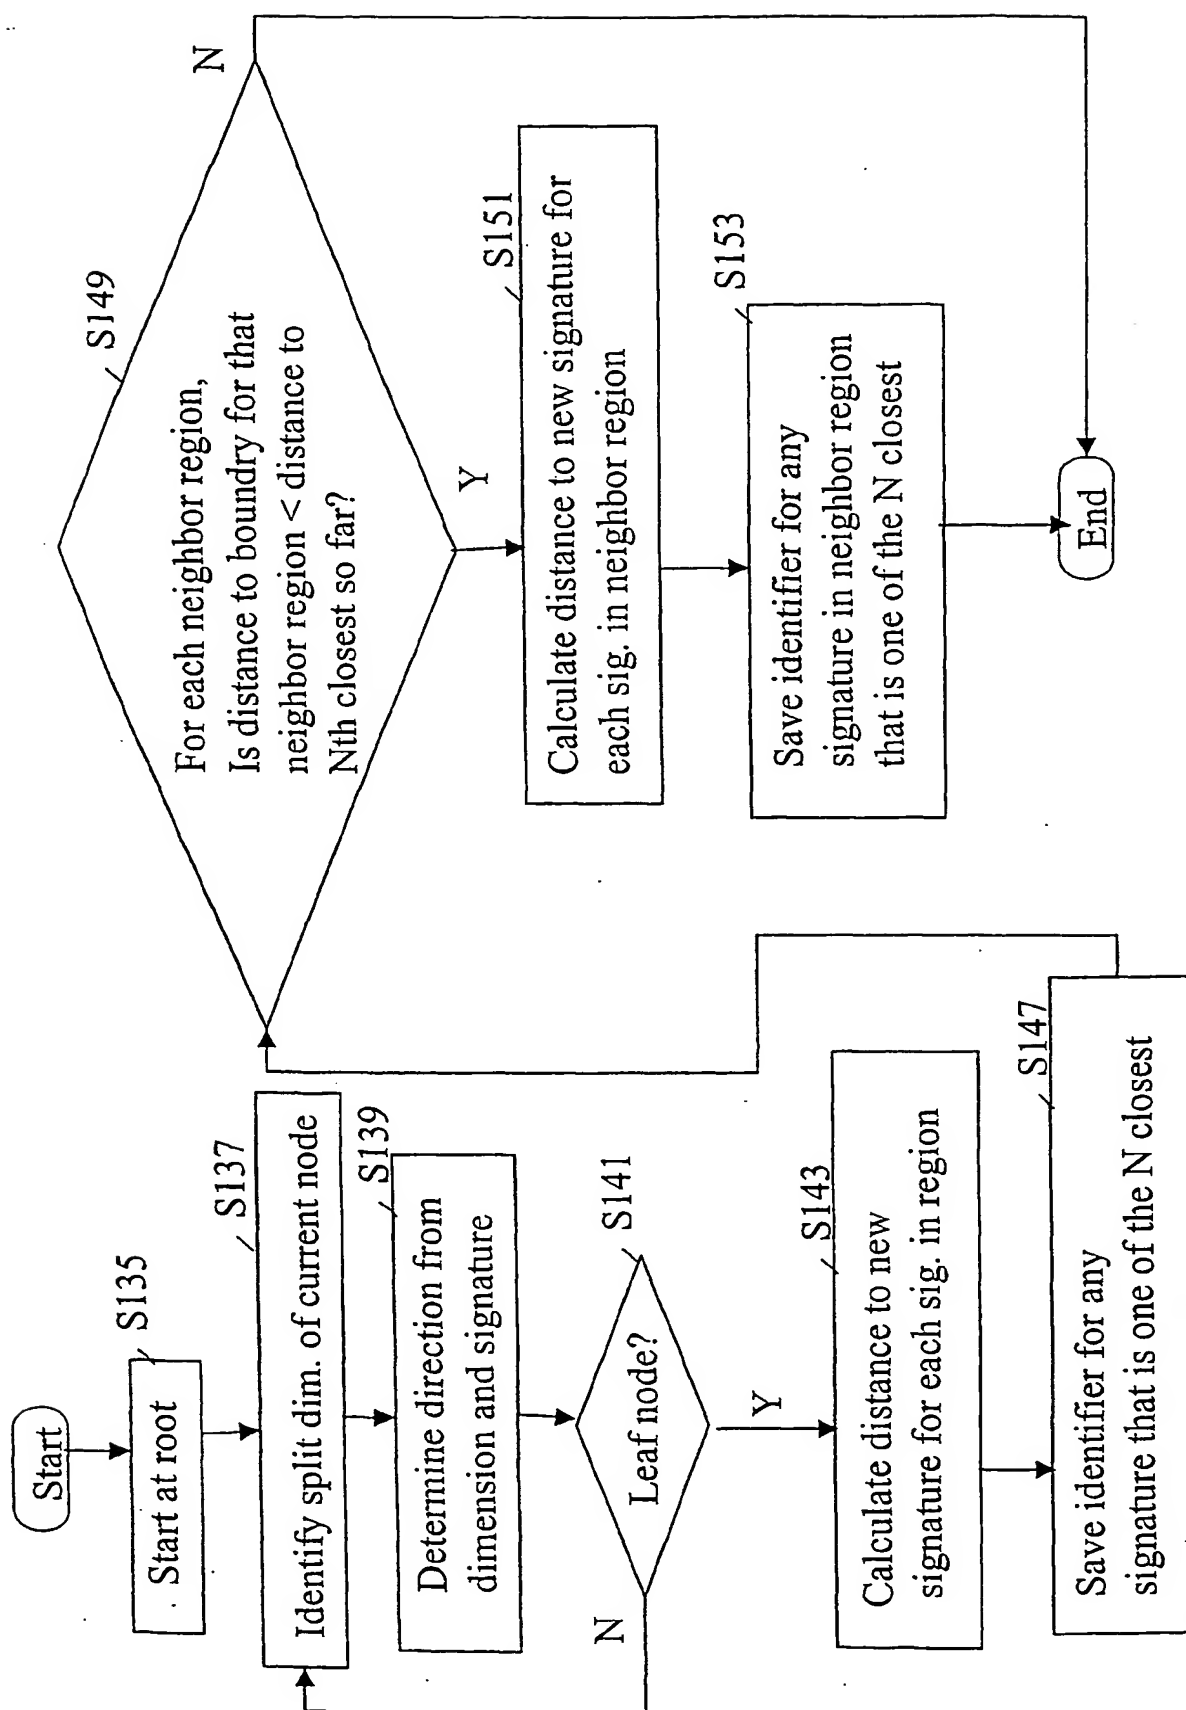 Start
Start at root
S135
Identify split dim. of current node
S137
Determine direction from
dimension and signature
S139
Leaf node?
S141
N
Y
Calculate distance to new
signature for each sig. in region
S143
Save identifier for any
signature that is one of the N closest
S147
For each neighbor region,
Is distance to boundry for that
neighbor region < distance to
Nth closest so far?
S149
N
Y
Calculate distance to new signature for
each sig. in neighbor region
S151
Save identifier for any
signature in neighbor region
that is one of the N closest
S153
End